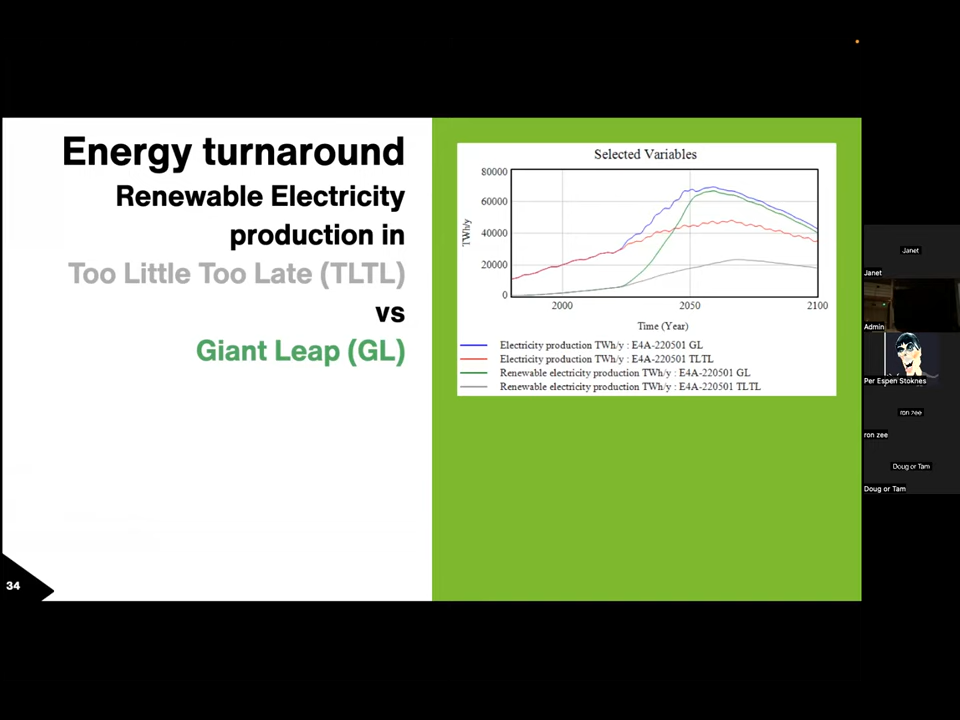 Energy turnaround
Renewable Electricity
production in
Too Little Too Late (TLTL)
vs
Giant Leap (GL)
34
Selected Variables
80000
60000
40000
20000
0
TWh/y
2000
2050
2100
Time (Year)
Electricity production TWh/y : E4A-220501 GL
Electricity production TWh/y : E4A-220501 TLTL
Renewable electricity production TWh/y : E4A-220501 GL
Renewable electricity production TWh/y : E4A-220501 TLTL
Janet
Janet
Admin
Per Espen Stoknes
ron zee
ron zee
Doug or Tam
Doug or Tam